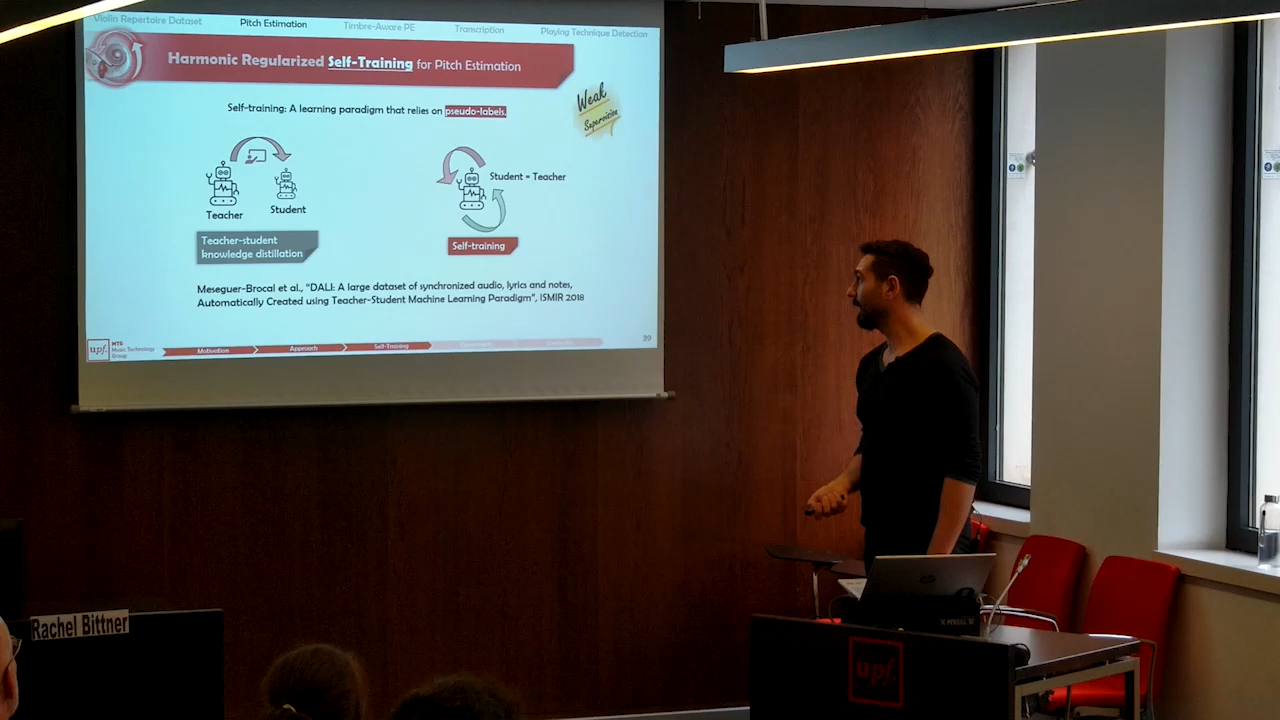 Violin Repertoire Dataset Pitch Estimation Timbre-Aware PE Transcription Playing Technique Detection
Harmonic Regularized Self-Training for Pitch Estimation
Weak
Supervision
Self-training: A learning paradigm that relies on pseudo-labels.
Student = Teacher
Teacher
Student
Teacher-student
knowledge distillation
Self-training
Meseguer-Brocal et al., "DALI: A large dataset of synchronized audio, lyrics and notes,
Automatically Created using Teacher-Student Machine Learning Paradigm", ISMIR 2018
upf.
MTG
Music Technology
Group
Motivation Approach Self-Training
39
Rachel Bittner
hp
upf.